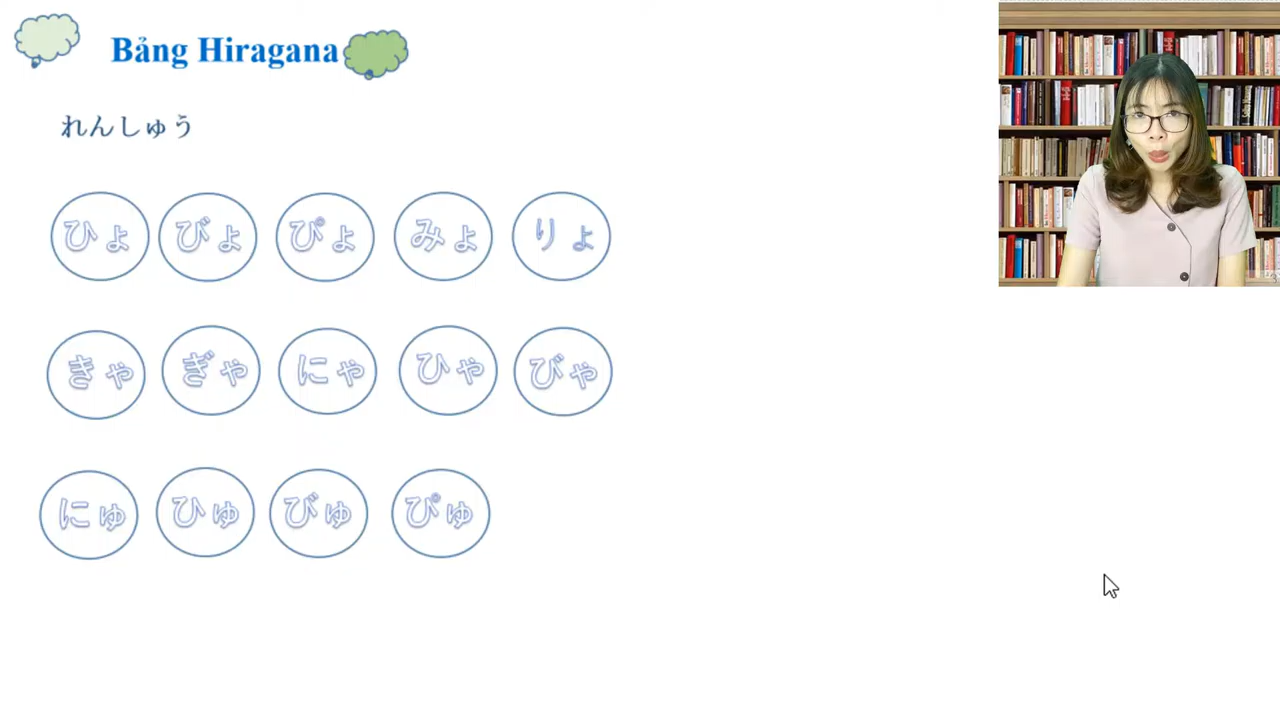 Bảng Hiragana
れんしゅう
ひょ びょ ぴょ みょ りょ
きゃ ぎゃ にゃ ひゃ びゃ
にゅ ひゅ びゅ ぴゅ